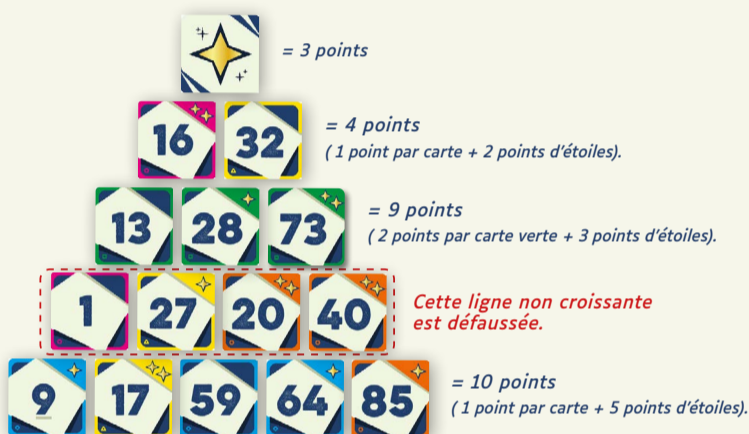 = 3 points
16 32 = 4 points
( 1 point par carte + 2 points d'étoiles).
13 28 73 = 9 points
( 2 points par carte verte + 3 points d'étoiles).
1 27 20 40 Cette ligne non croissante
est défaussée.
9 17 59 64 85 = 10 points
( 1 point par carte + 5 points d'étoiles).